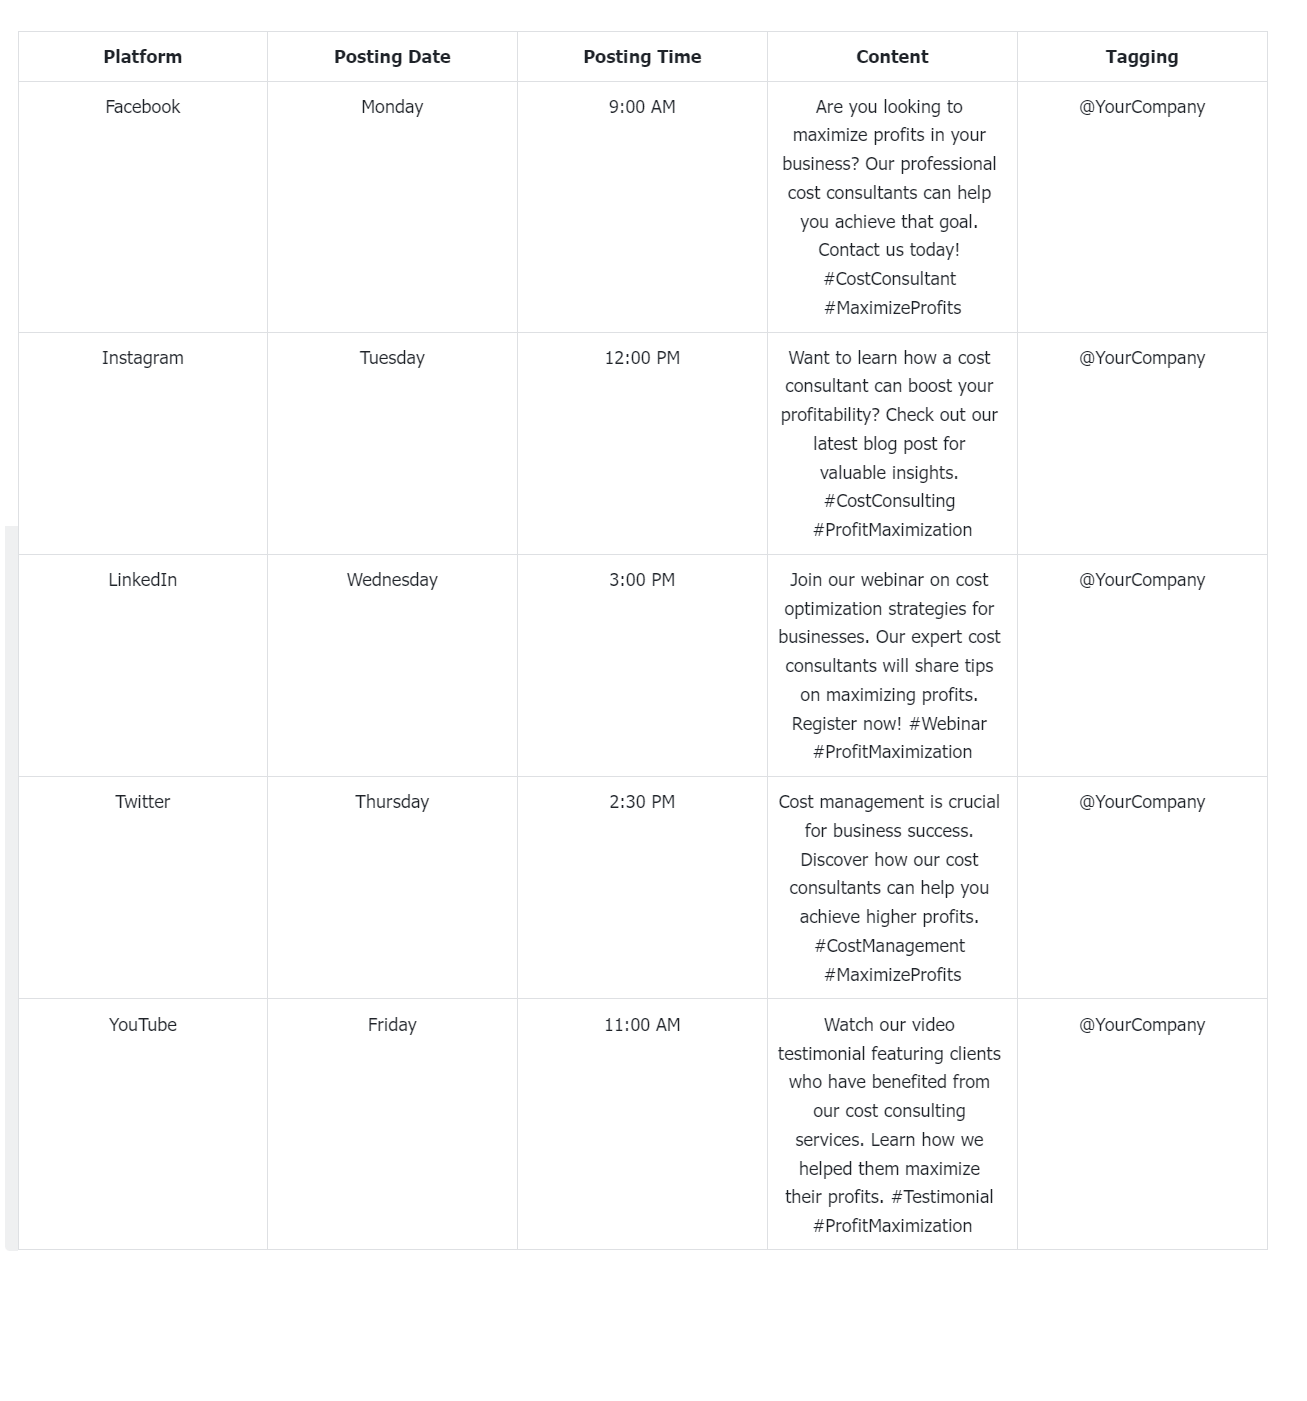 Platform Posting Date Posting Time Content Tagging
Facebook Monday 9:00 AM Are you looking to @YourCompany
maximize profits in your
business? Our professional
cost consultants can help
you achieve that goal.
Contact us today!
#CostConsultant
#MaximizeProfits
Instagram Tuesday 12:00 PM Want to learn how a cost @YourCompany
consultant can boost your
profitability? Check out our
latest blog post for
valuable insights.
#CostConsulting
#ProfitMaximization
LinkedIn Wednesday 3:00 PM Join our webinar on cost @YourCompany
optimization strategies for
businesses. Our expert cost
consultants will share tips
on maximizing profits.
Register now! #Webinar
#ProfitMaximization
Twitter Thursday 2:30 PM Cost management is crucial @YourCompany
for business success.
Discover how our cost
consultants can help you
achieve higher profits.
#CostManagement
#MaximizeProfits
YouTube Friday 11:00 AM Watch our video @YourCompany
testimonial featuring clients
who have benefited from
our cost consulting
services. Learn how we
helped them maximize
their profits. #Testimonial
#ProfitMaximization